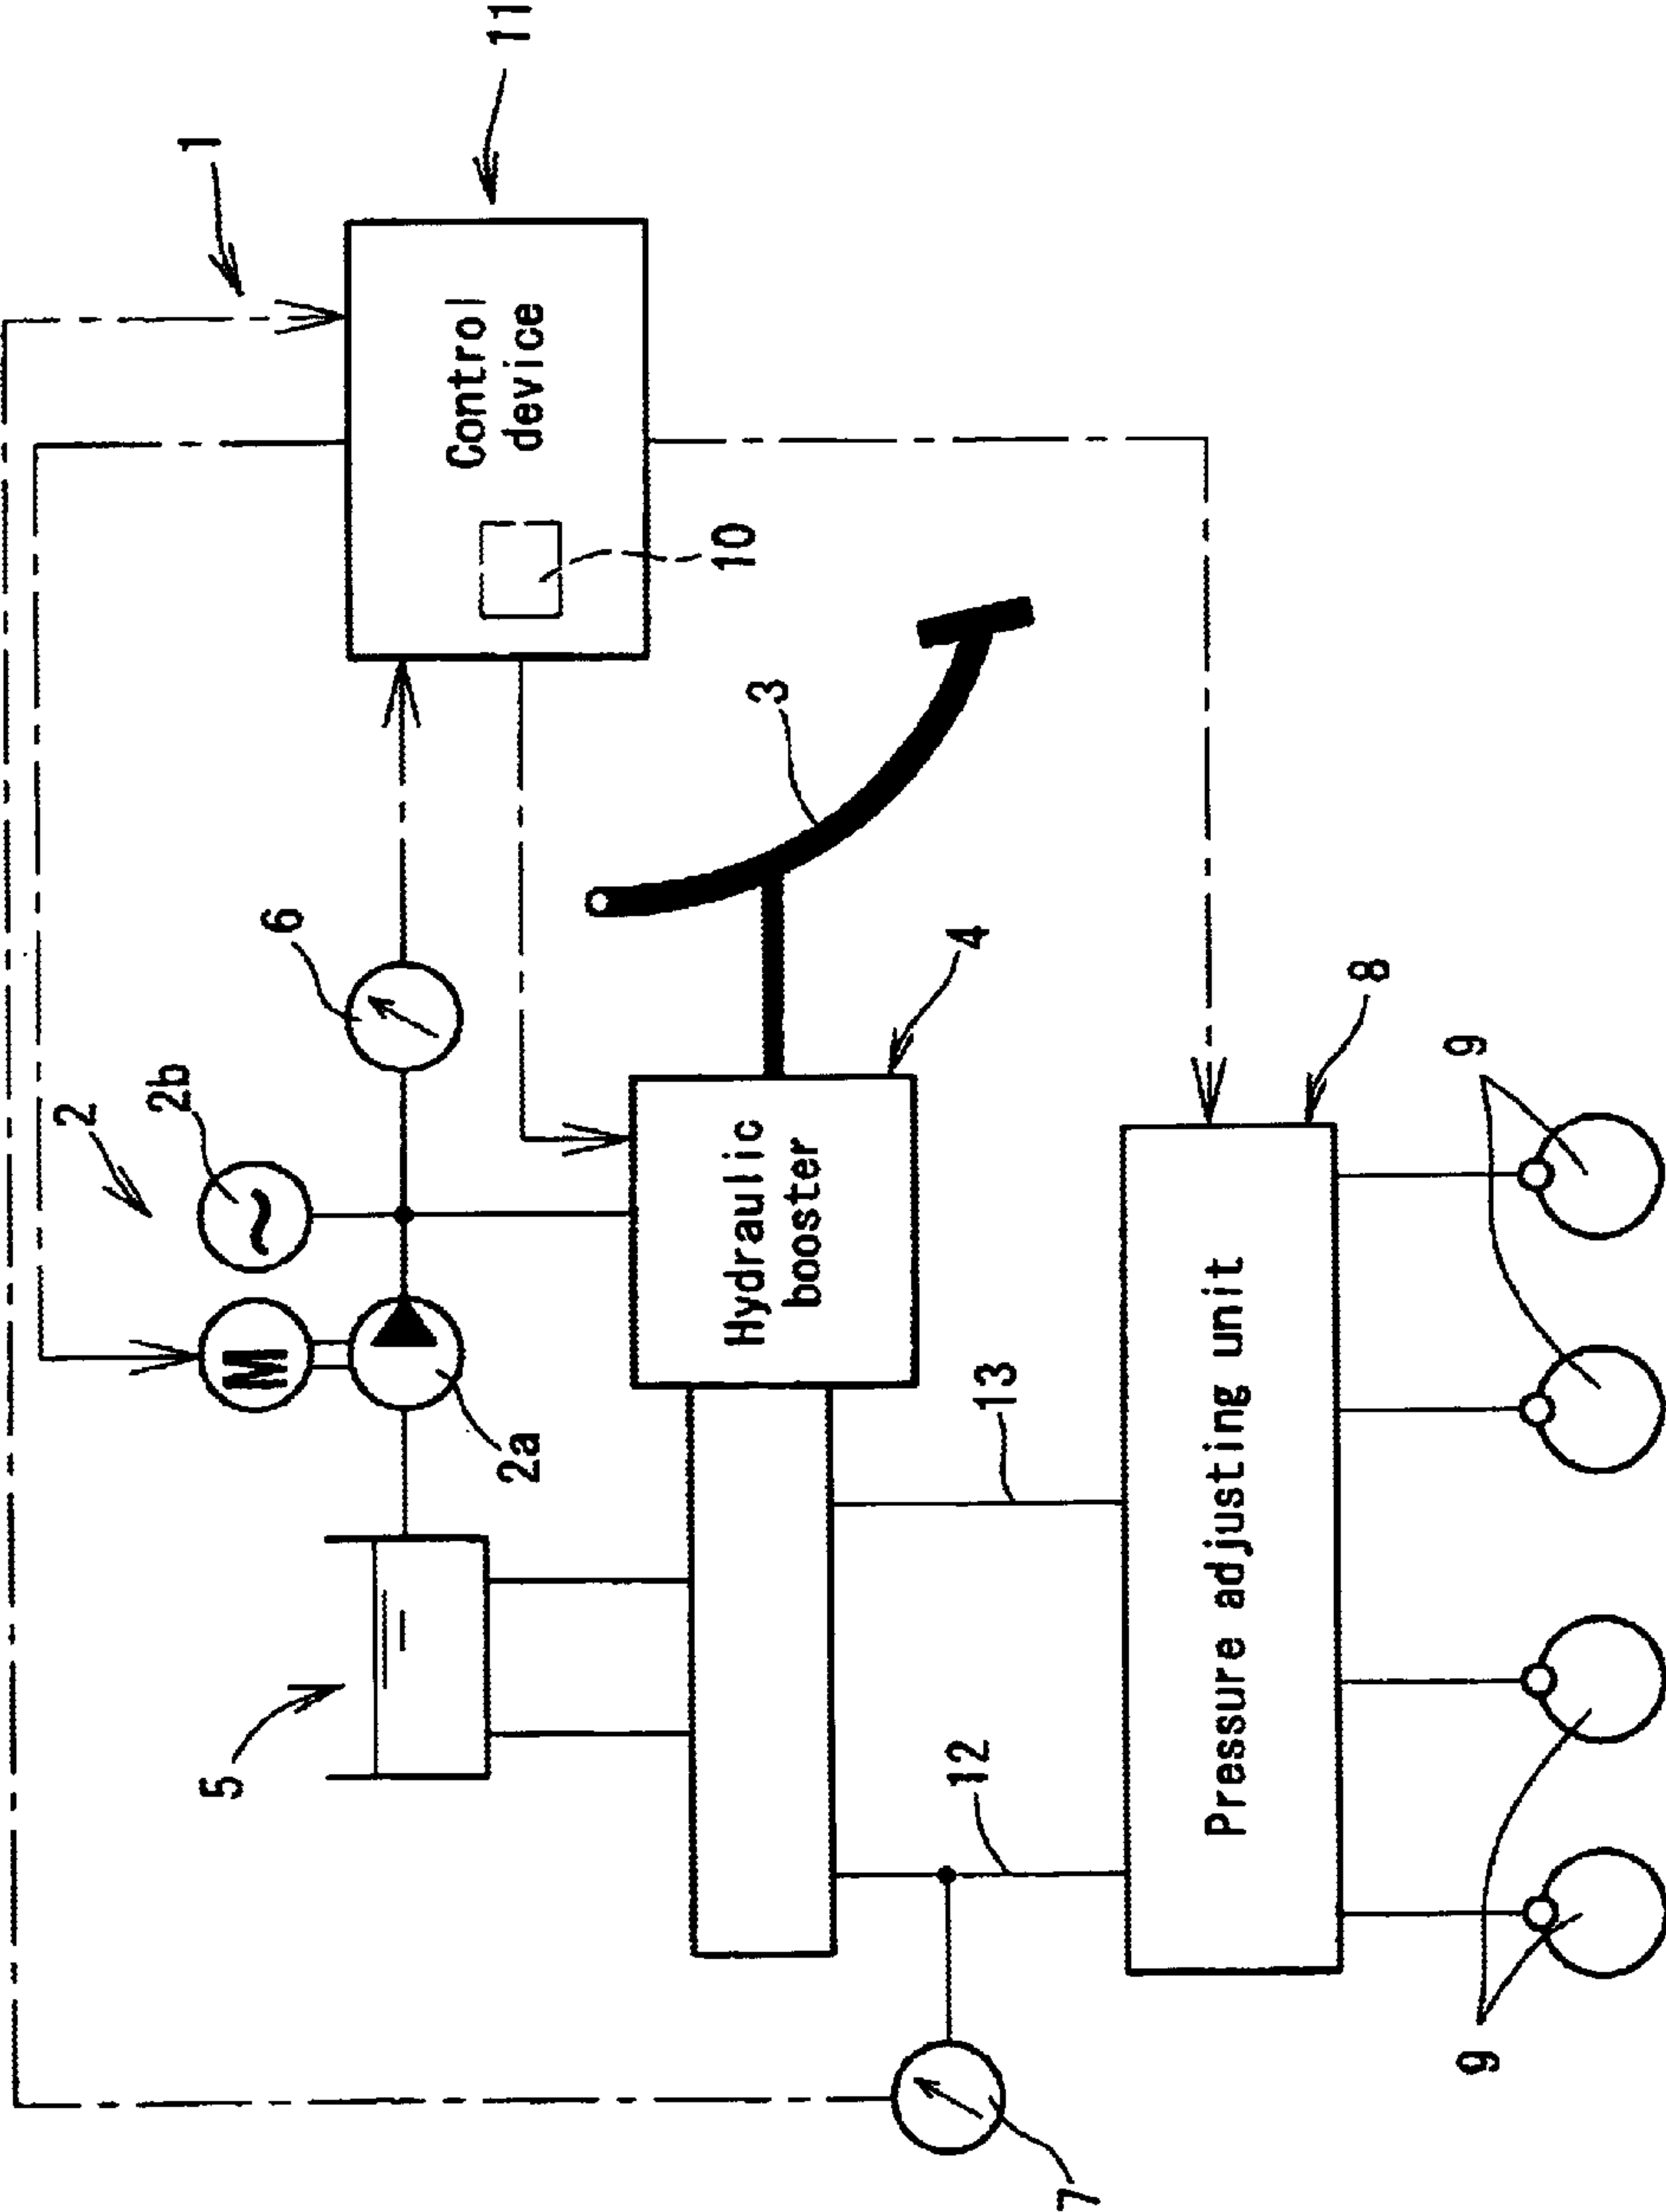 1
11
2
2b
6
Control
device
10
M
2a
3
5
Hydraulic
booster
4
12
13
7
Pressure adjusting unit
8
9
9